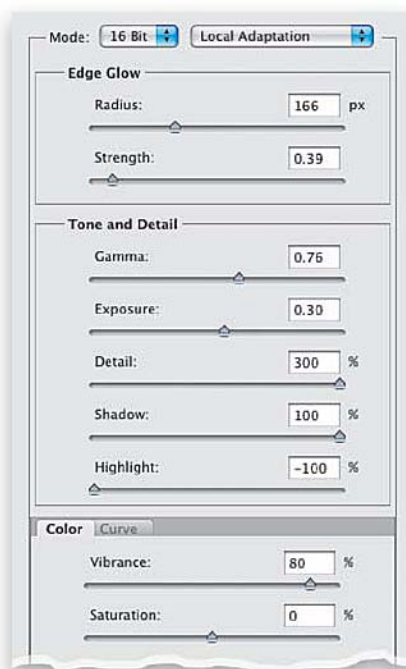 Mode: 16 Bit Local Adaptation
Edge Glow
Radius: 166 px
Strength: 0.39
Tone and Detail
Gamma: 0.76
Exposure: 0.30
Detail: 300 %
Shadow: 100 %
Highlight: -100 %
Color Curve
Vibrance: 80 %
Saturation: 0 %